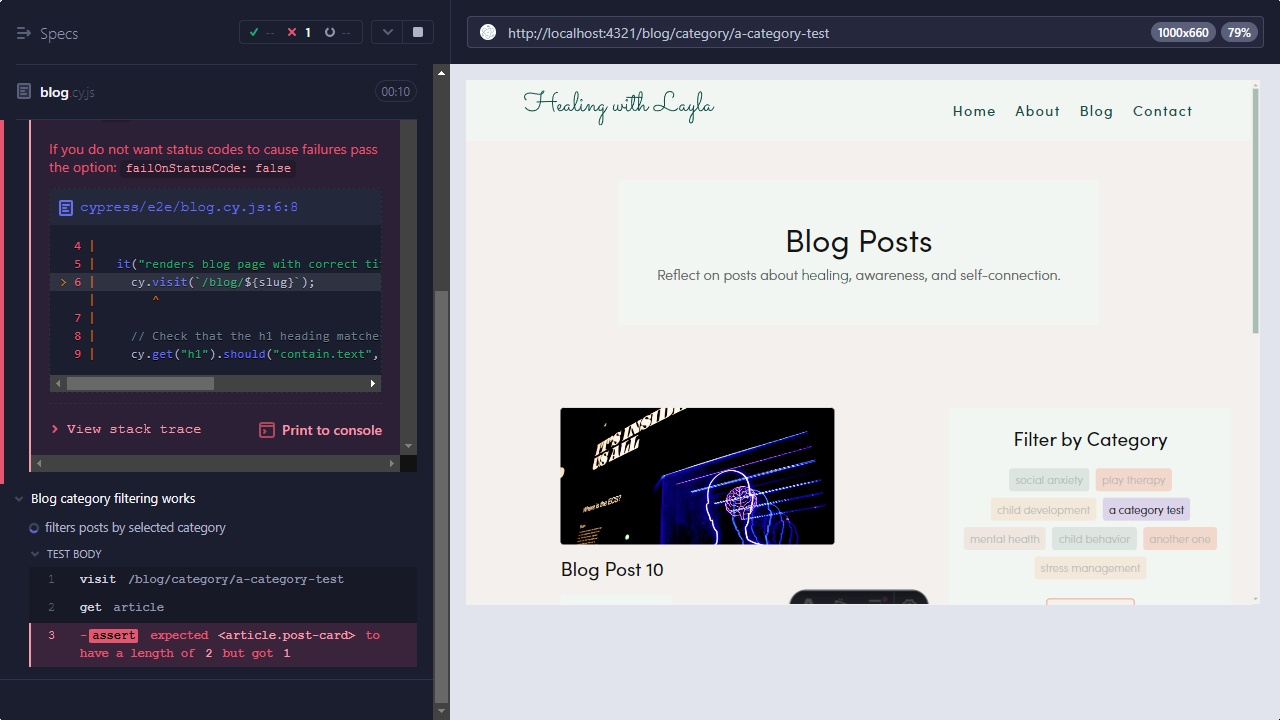 Specs
-- 1 --
blog.cy.js
00:10
If you do not want status codes to cause failures pass
the option: failOnStatusCode: false
cypress/e2e/blog.cy.js:6:8
4 |
5 | it("renders blog page with correct ti
> 6 | cy.visit(`/blog/${slug}`);
| ^
7 |
8 | // Check that the h1 heading matche
9 | cy.get("h1").should("contain.text",
> View stack trace
Print to console
Blog category filtering works
filters posts by selected category
TEST BODY
1 visit /blog/category/a-category-test
2 get article
3 -assert expected <article.post-card> to
have a length of 2 but got 1
http://localhost:4321/blog/category/a-category-test
1000x660
79%
Healing with Layla
Home About Blog Contact
Blog Posts
Reflect on posts about healing, awareness, and self-connection.
where is the ECS?
Blog Post 10
Filter by Category
social anxiety play therapy
child development a category test
mental health child behavior another one
stress management